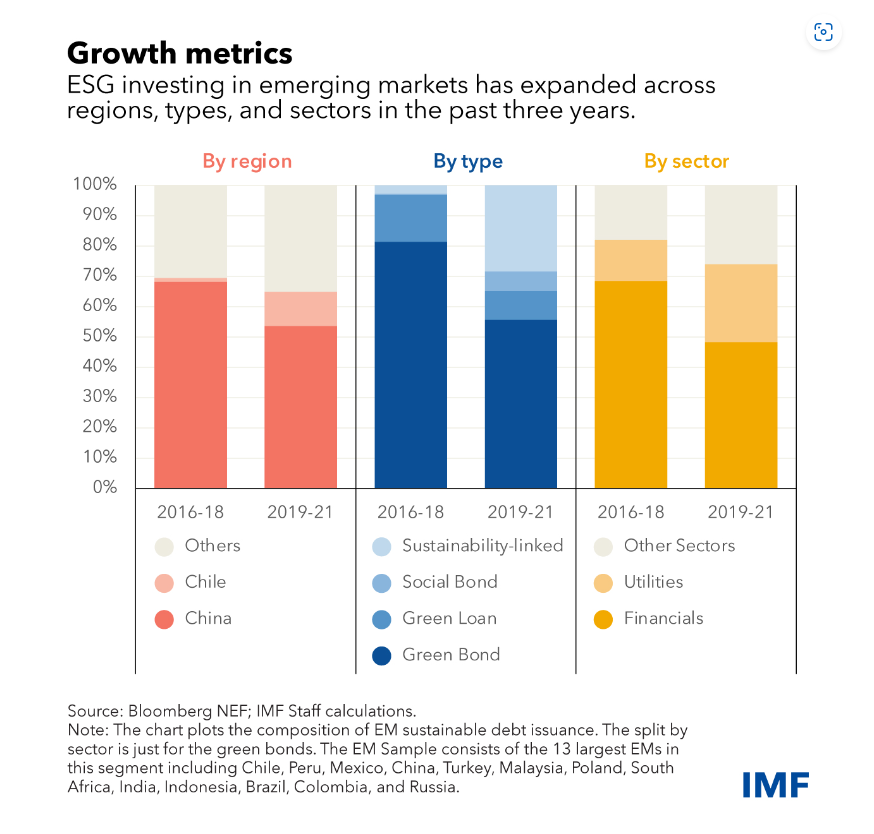 Growth metrics
ESG investing in emerging markets has expanded across
regions, types, and sectors in the past three years.
By region
By type
By sector
100%
90%
80%
70%
60%
50%
40%
30%
20%
10%
0%
2016-18
2019-21
2016-18
2019-21
2016-18
2019-21
Others
Chile
China
Sustainability-linked
Social Bond
Green Loan
Green Bond
Other Sectors
Utilities
Financials
Source: Bloomberg NEF; IMF Staff calculations.
Note: The chart plots the composition of EM sustainable debt issuance. The split by
sector is just for the green bonds. The EM Sample consists of the 13 largest EMs in
this segment including Chile, Peru, Mexico, China, Turkey, Malaysia, Poland, South
Africa, India, Indonesia, Brazil, Colombia, and Russia.
IMF